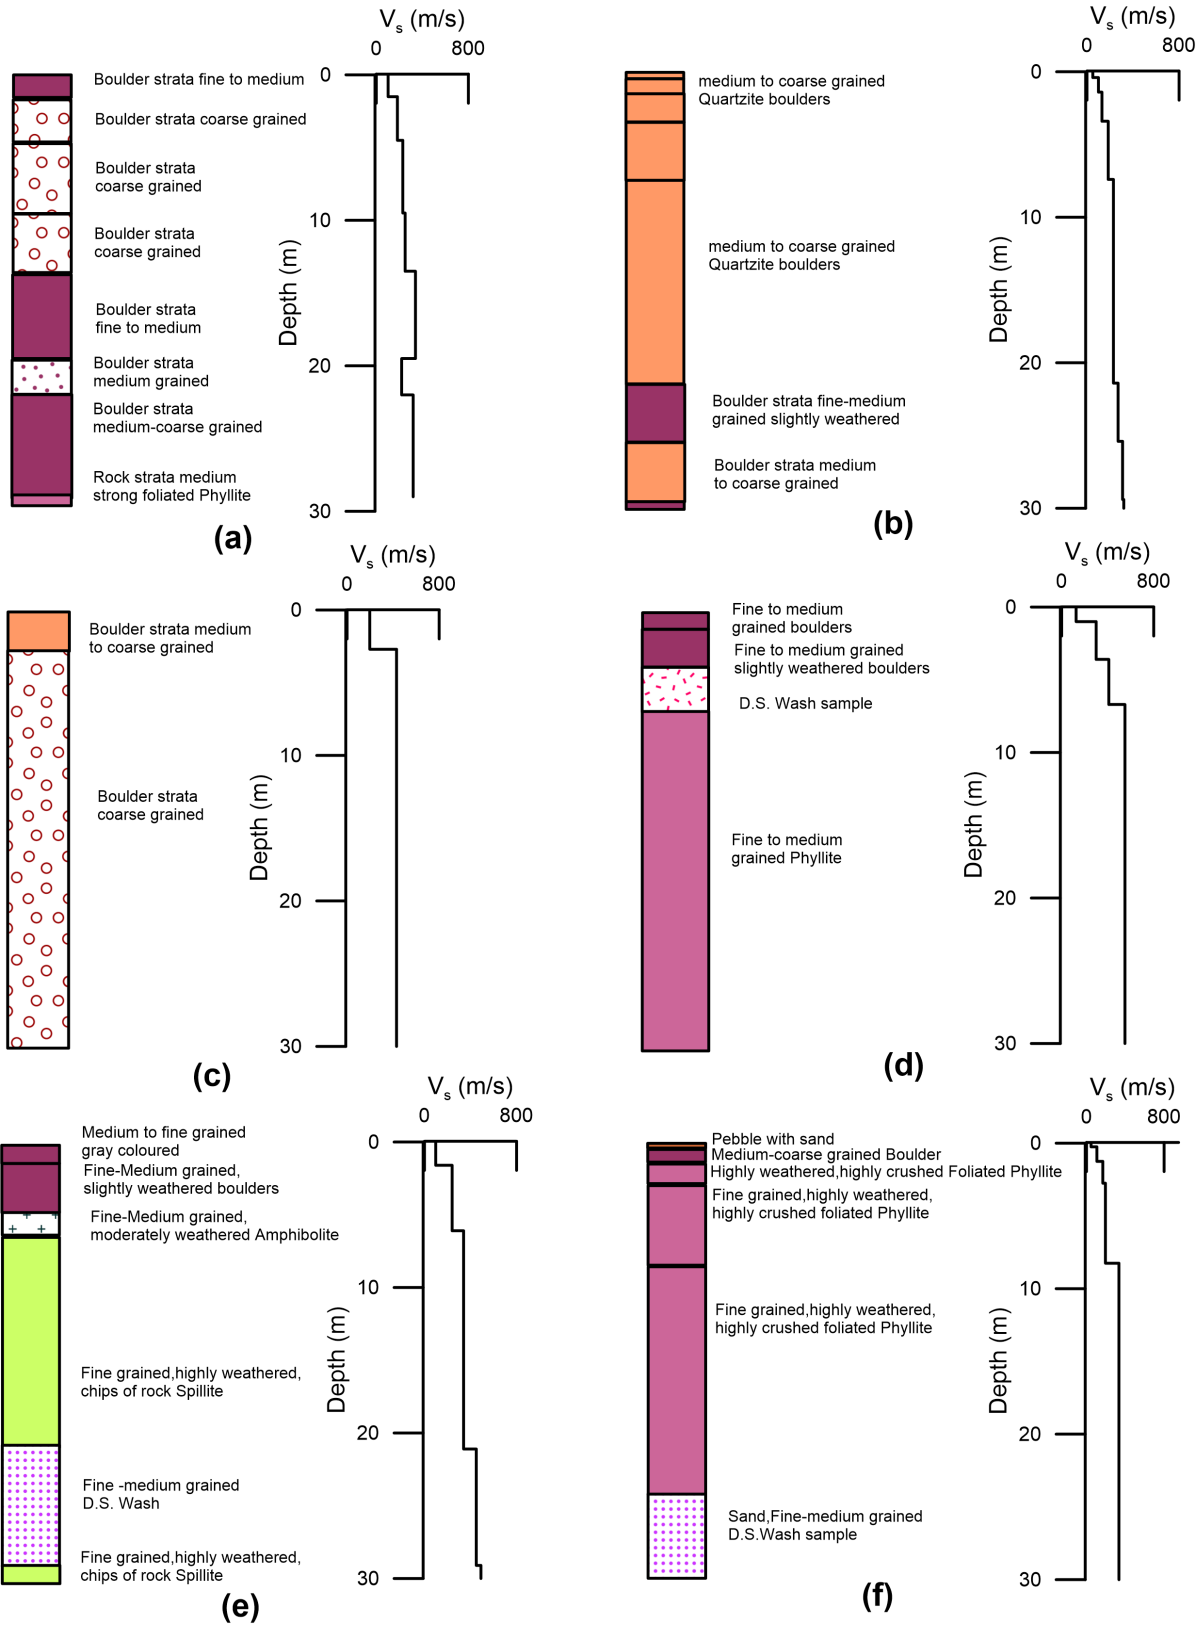 Vs (m/s)
0 800
Boulder strata fine to medium
Boulder strata coarse grained
Boulder strata
coarse grained
Boulder strata
coarse grained
Boulder strata
fine to medium
Boulder strata
medium grained
Boulder strata
medium-coarse grained
Rock strata medium
strong foliated Phyllite
0
10
20
30
Depth (m)
(a)
Vs (m/s)
0 800
medium to coarse grained
Quartzite boulders
medium to coarse grained
Quartzite boulders
Boulder strata fine-medium
grained slightly weathered
Boulder strata medium
to coarse grained
0
10
20
30
Depth (m)
(b)
Vs (m/s)
0 800
Boulder strata medium
to coarse grained
Boulder strata
coarse grained
0
10
20
30
Depth (m)
(c)
Vs (m/s)
0 800
Fine to medium
grained boulders
Fine to medium grained
slightly weathered boulders
D.S. Wash sample
Fine to medium
grained Phyllite
0
10
20
30
Depth (m)
(d)
Vs (m/s)
0 800
Medium to fine grained
gray coloured
Fine-Medium grained,
slightly weathered boulders
Fine-Medium grained,
moderately weathered Amphibolite
Fine grained,highly weathered,
chips of rock Spillite
Fine -medium grained
D.S. Wash
Fine grained,highly weathered,
chips of rock Spillite
0
10
20
30
Depth (m)
(e)
Vs (m/s)
0 800
Pebble with sand
Medium-coarse grained Boulder
Highly weathered,highly crushed Foliated Phyllite
Fine grained,highly weathered,
highly crushed foliated Phyllite
Fine grained,highly weathered,
highly crushed foliated Phyllite
Sand,Fine-medium grained
D.S.Wash sample
0
10
20
30
Depth (m)
(f)